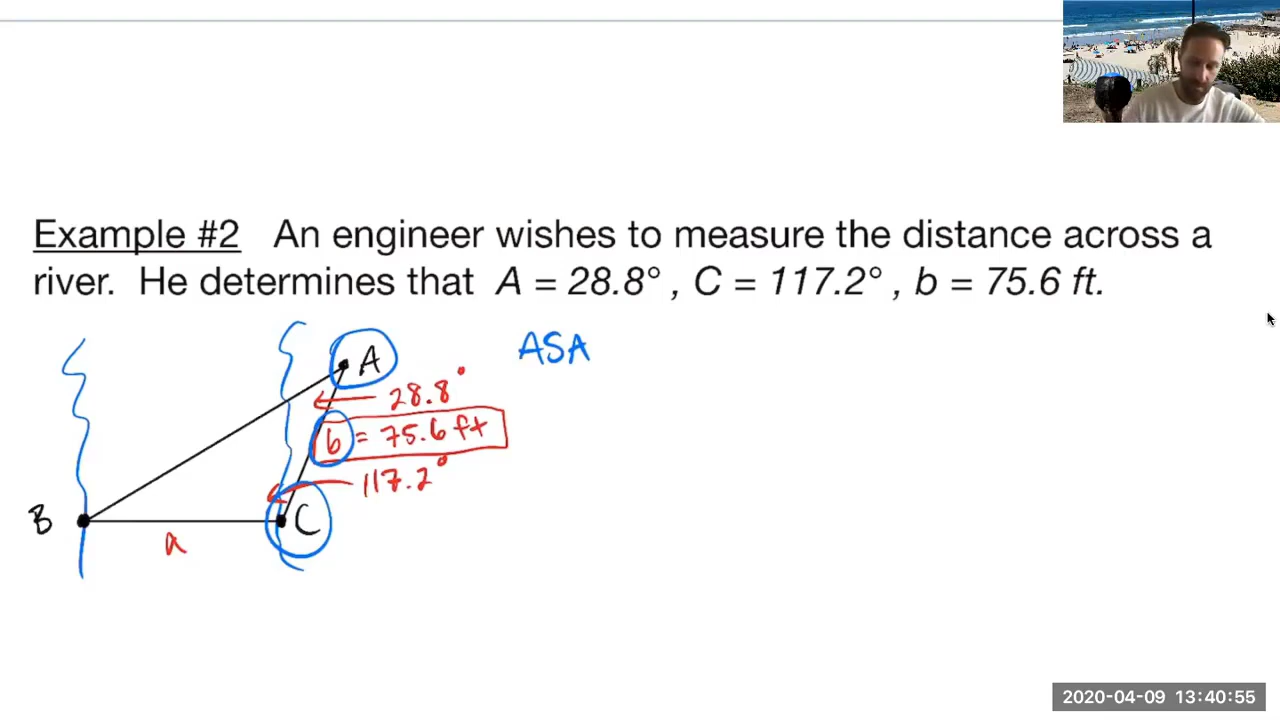 Example #2 An engineer wishes to measure the distance across a
river. He determines that A = 28.8° , C = 117.2° , b = 75.6 ft.
ASA
A
28.8°
b = 75.6 ft
117.2°
B
C
a
2020-04-09 13:40:55